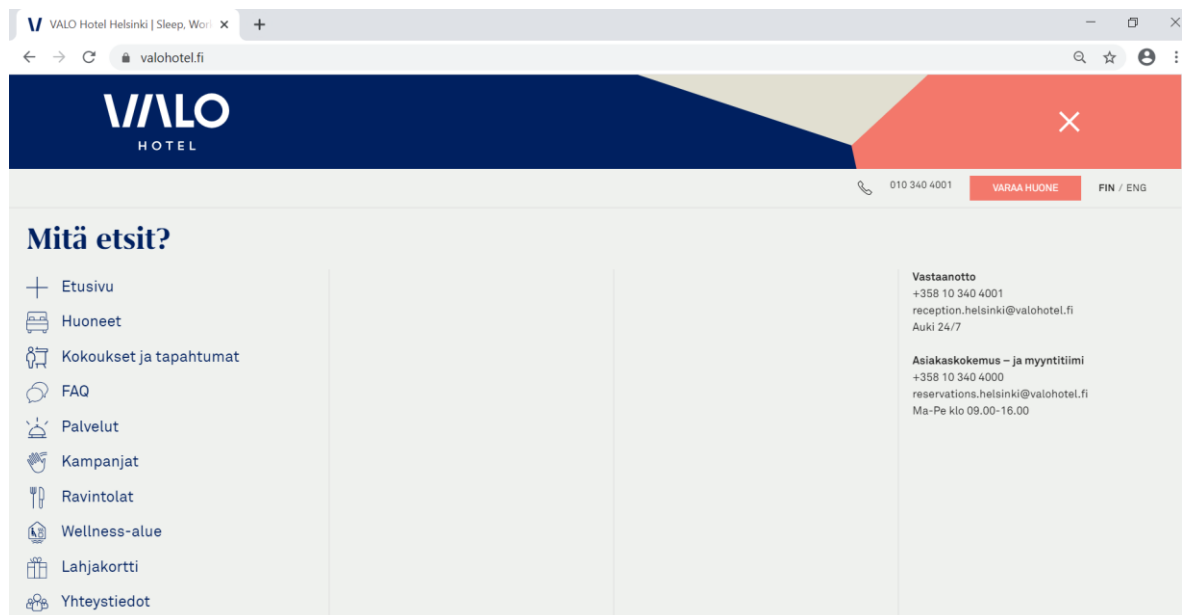 VALO Hotel Helsinki | Sleep, Wor
valohotel.fi
VALO
HOTEL
010 340 4001
VARAA HUONE
FIN / ENG
Mitä etsit?
Etusivu
Huoneet
Kokoukset ja tapahtumat
FAQ
Palvelut
Kampanjat
Ravintolat
Wellness-alue
Lahjakortti
Yhteystiedot
Vastaanotto
+358 10 340 4001
reception.helsinki@valohotel.fi
Auki 24/7
Asiakaskokemus – ja myyntitiimi
+358 10 340 4000
reservations.helsinki@valohotel.fi
Ma-Pe klo 09.00-16.00